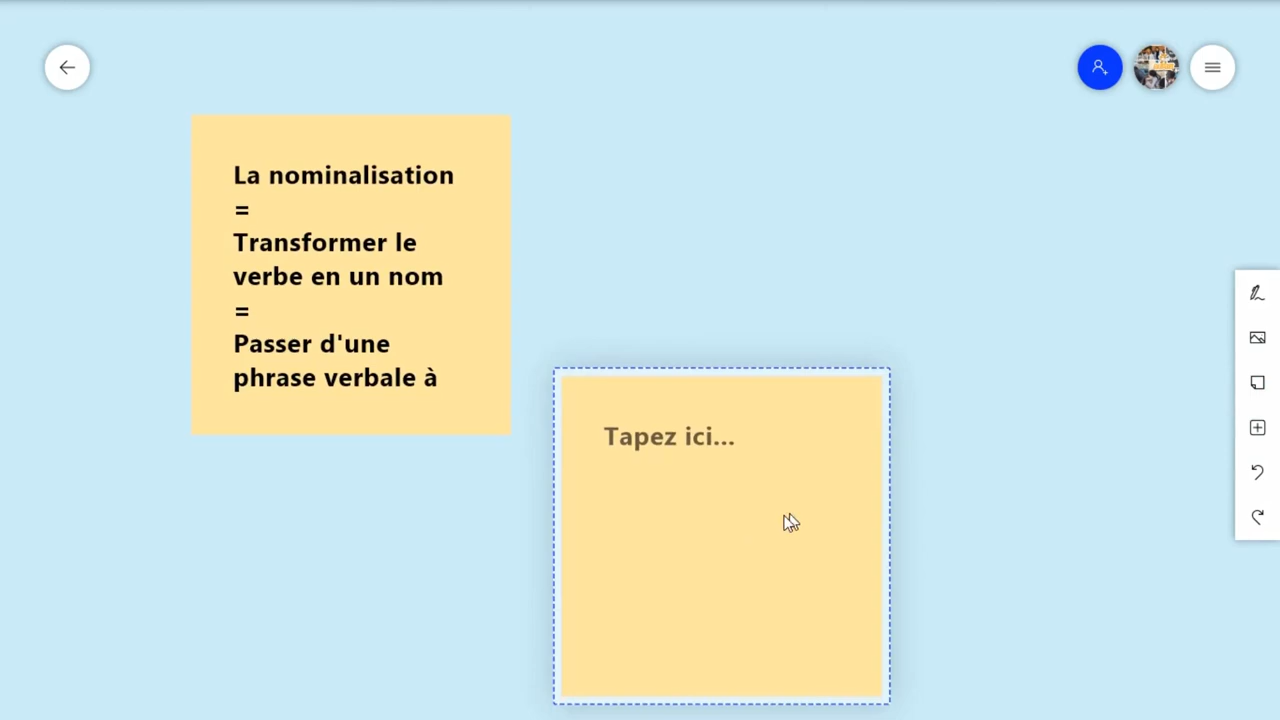 La nominalisation
=
Transformer le
verbe en un nom
=
Passer d'une
phrase verbale à
Tapez ici...